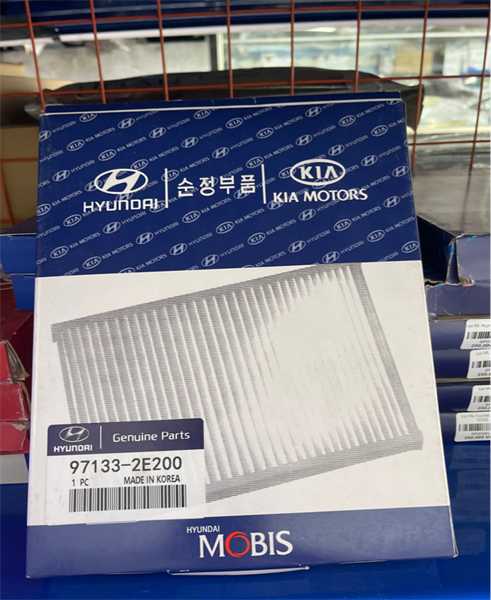 HYUNDAI
순정부품
KIA
KIA MOTORS
HYUNDAI
Genuine Parts
97133-2E200
1 PC
MADE IN KOREA
HYUNDAI
MOBIS